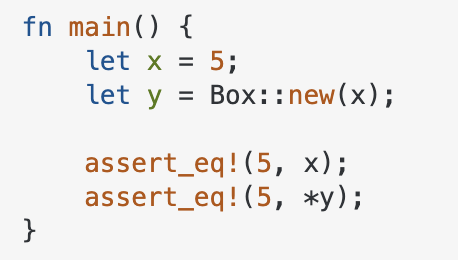 fn main() {
    let x = 5;
    let y = Box::new(x);

    assert_eq!(5, x);
    assert_eq!(5, *y);
}